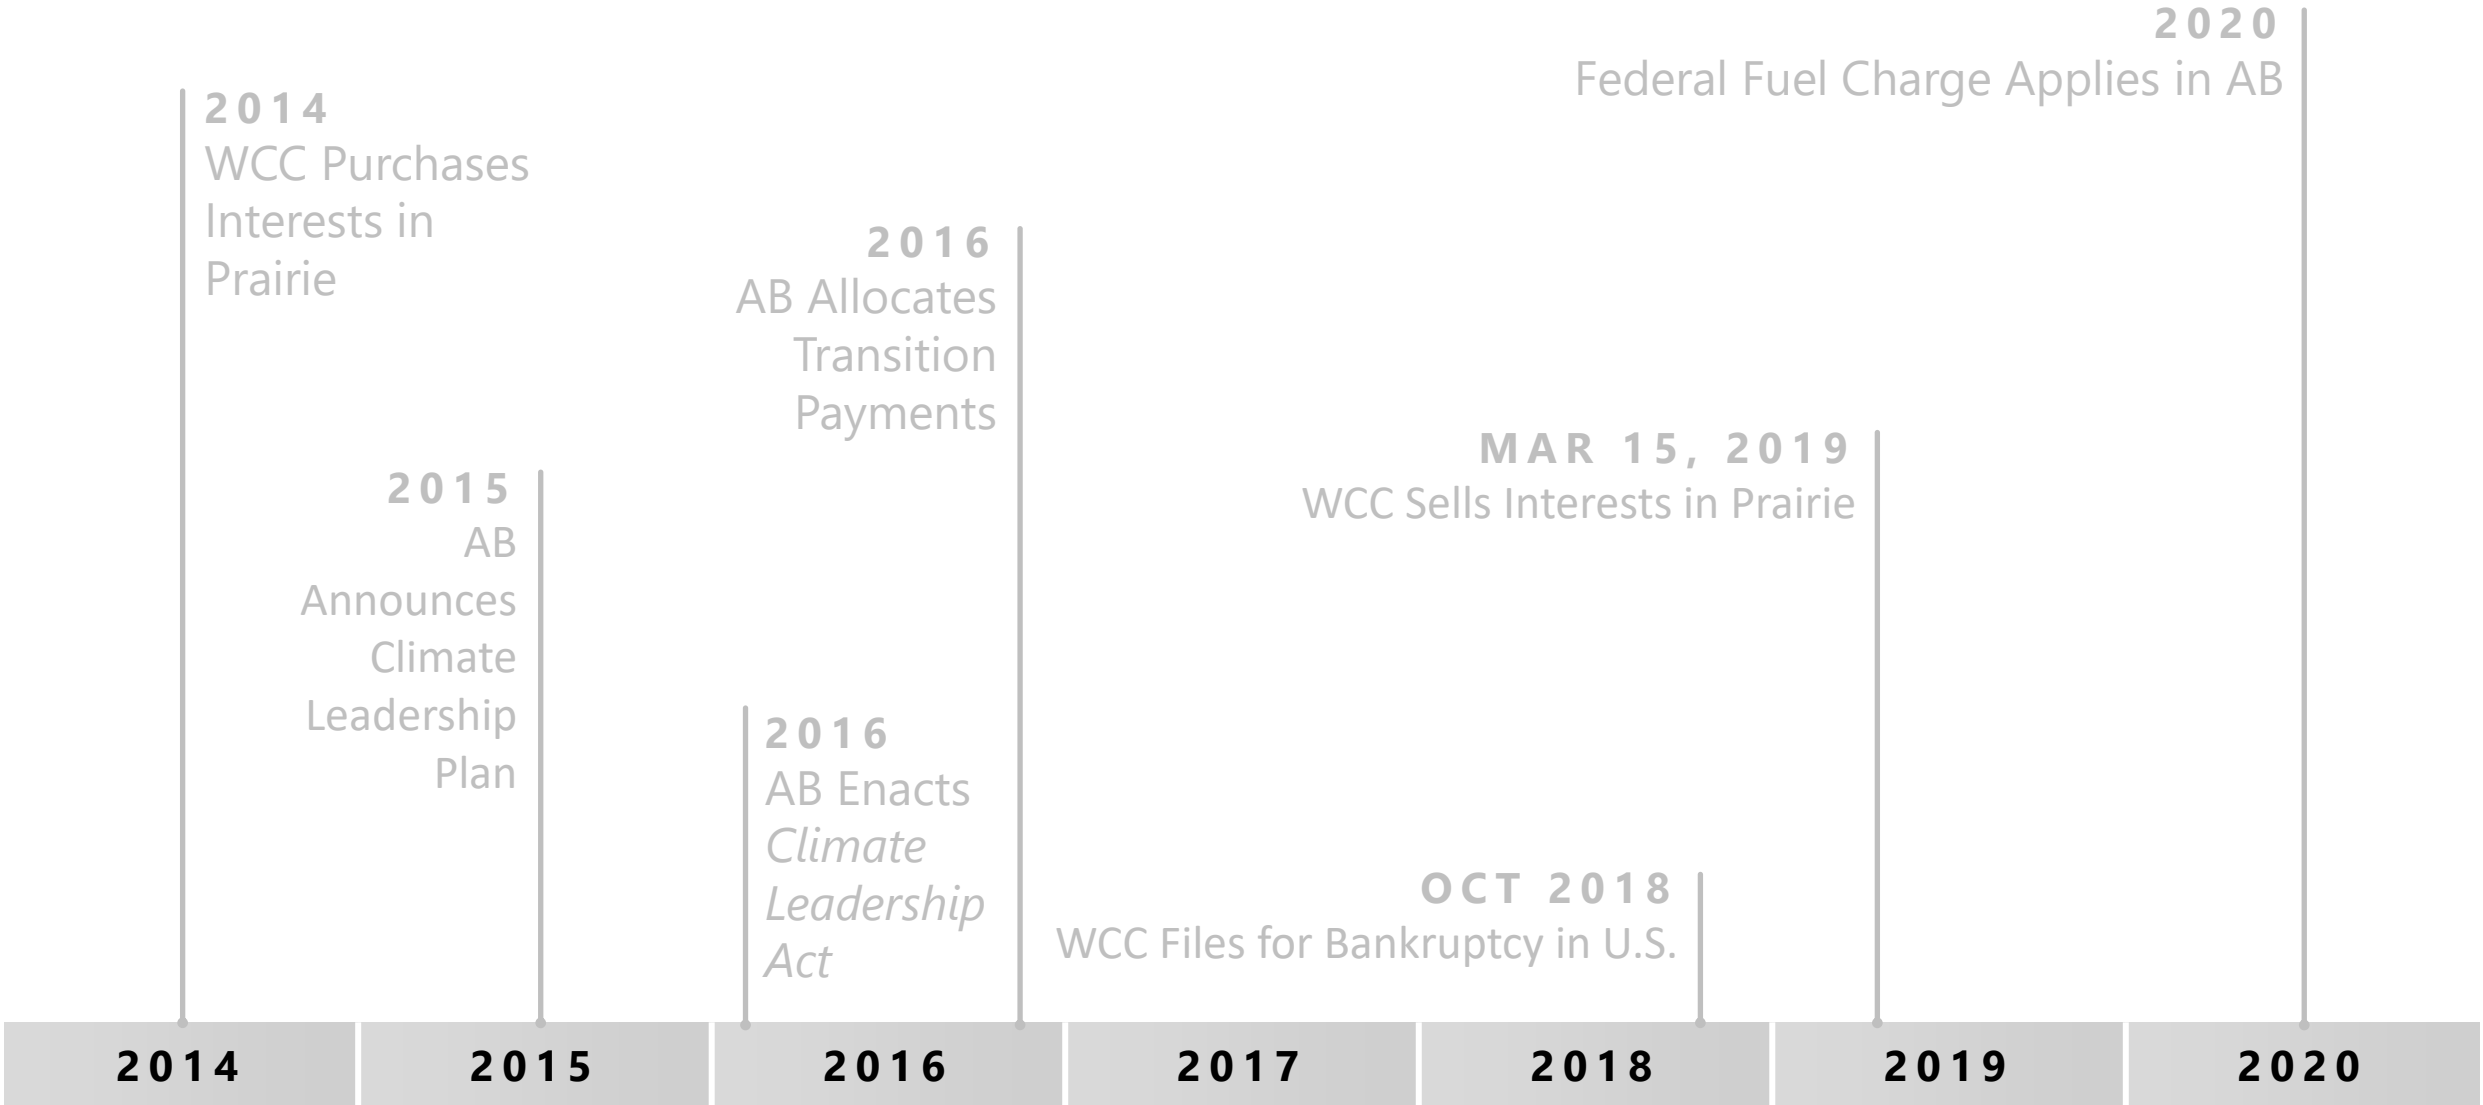 2014
WCC Purchases
Interests in
Prairie
2015
AB
Announces
Climate
Leadership
Plan
2016
AB Enacts
Climate
Leadership
Act
2016
AB Allocates
Transition
Payments
OCT 2018
WCC Files for Bankruptcy in U.S.
MAR 15, 2019
WCC Sells Interests in Prairie
2020
Federal Fuel Charge Applies in AB
2014
2015
2016
2017
2018
2019
2020